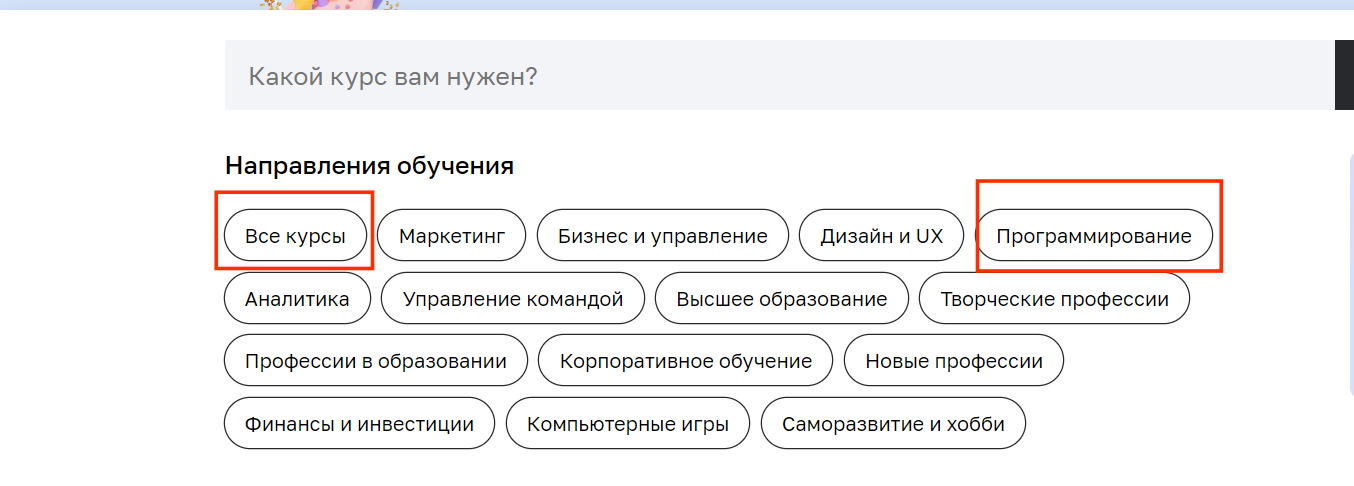 Какой курс вам нужен?
Направления обучения
Все курсы Маркетинг Бизнес и управление Дизайн и UX Программирование
Аналитика Управление командой Высшее образование Творческие профессии
Профессии в образовании Корпоративное обучение Новые профессии
Финансы и инвестиции Компьютерные игры Саморазвитие и хобби